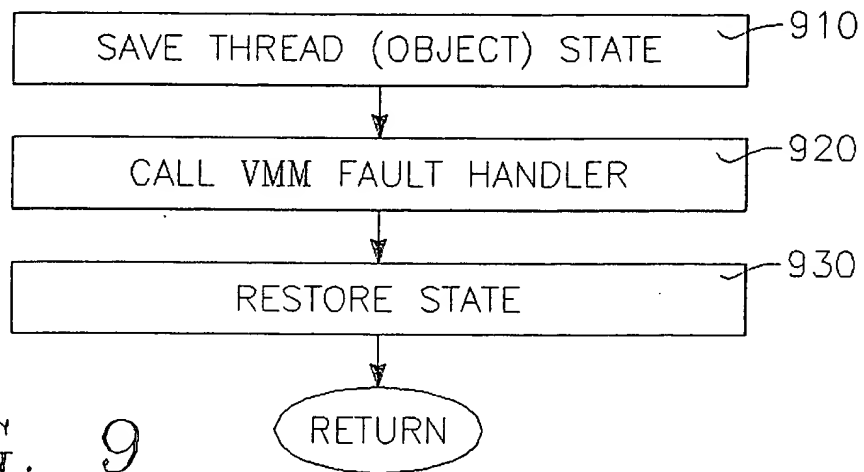 SAVE THREAD (OBJECT) STATE 910
CALL VMM FAULT HANDLER 920
RESTORE STATE 930
RETURN
9